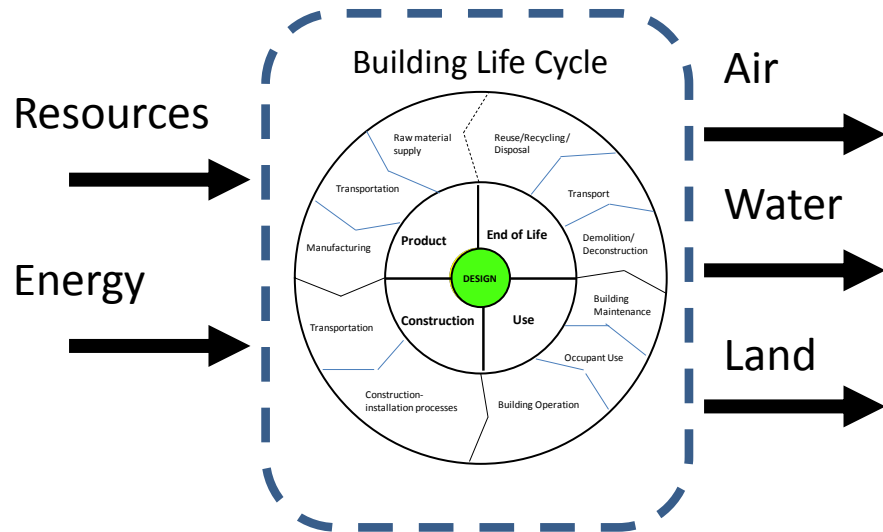 Building Life Cycle
Resources
Energy
Air
Water
Land
Raw material
supply
Reuse/Recycling/
Disposal
Transportation
Transport
Manufacturing
Product
End of Life
Demolition/
Deconstruction
DESIGN
Transportation
Construction
Use
Building
Maintenance
Occupant Use
Construction-
installation processes
Building Operation